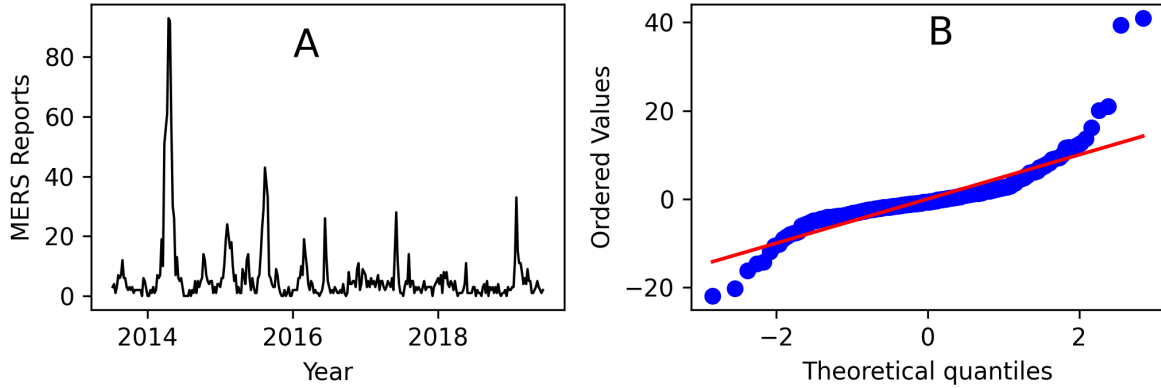 A
MERS Reports
80
60
40
20
0
2014
2016
2018
Year
B
Ordered Values
40
20
0
−20
−2
0
2
Theoretical quantiles